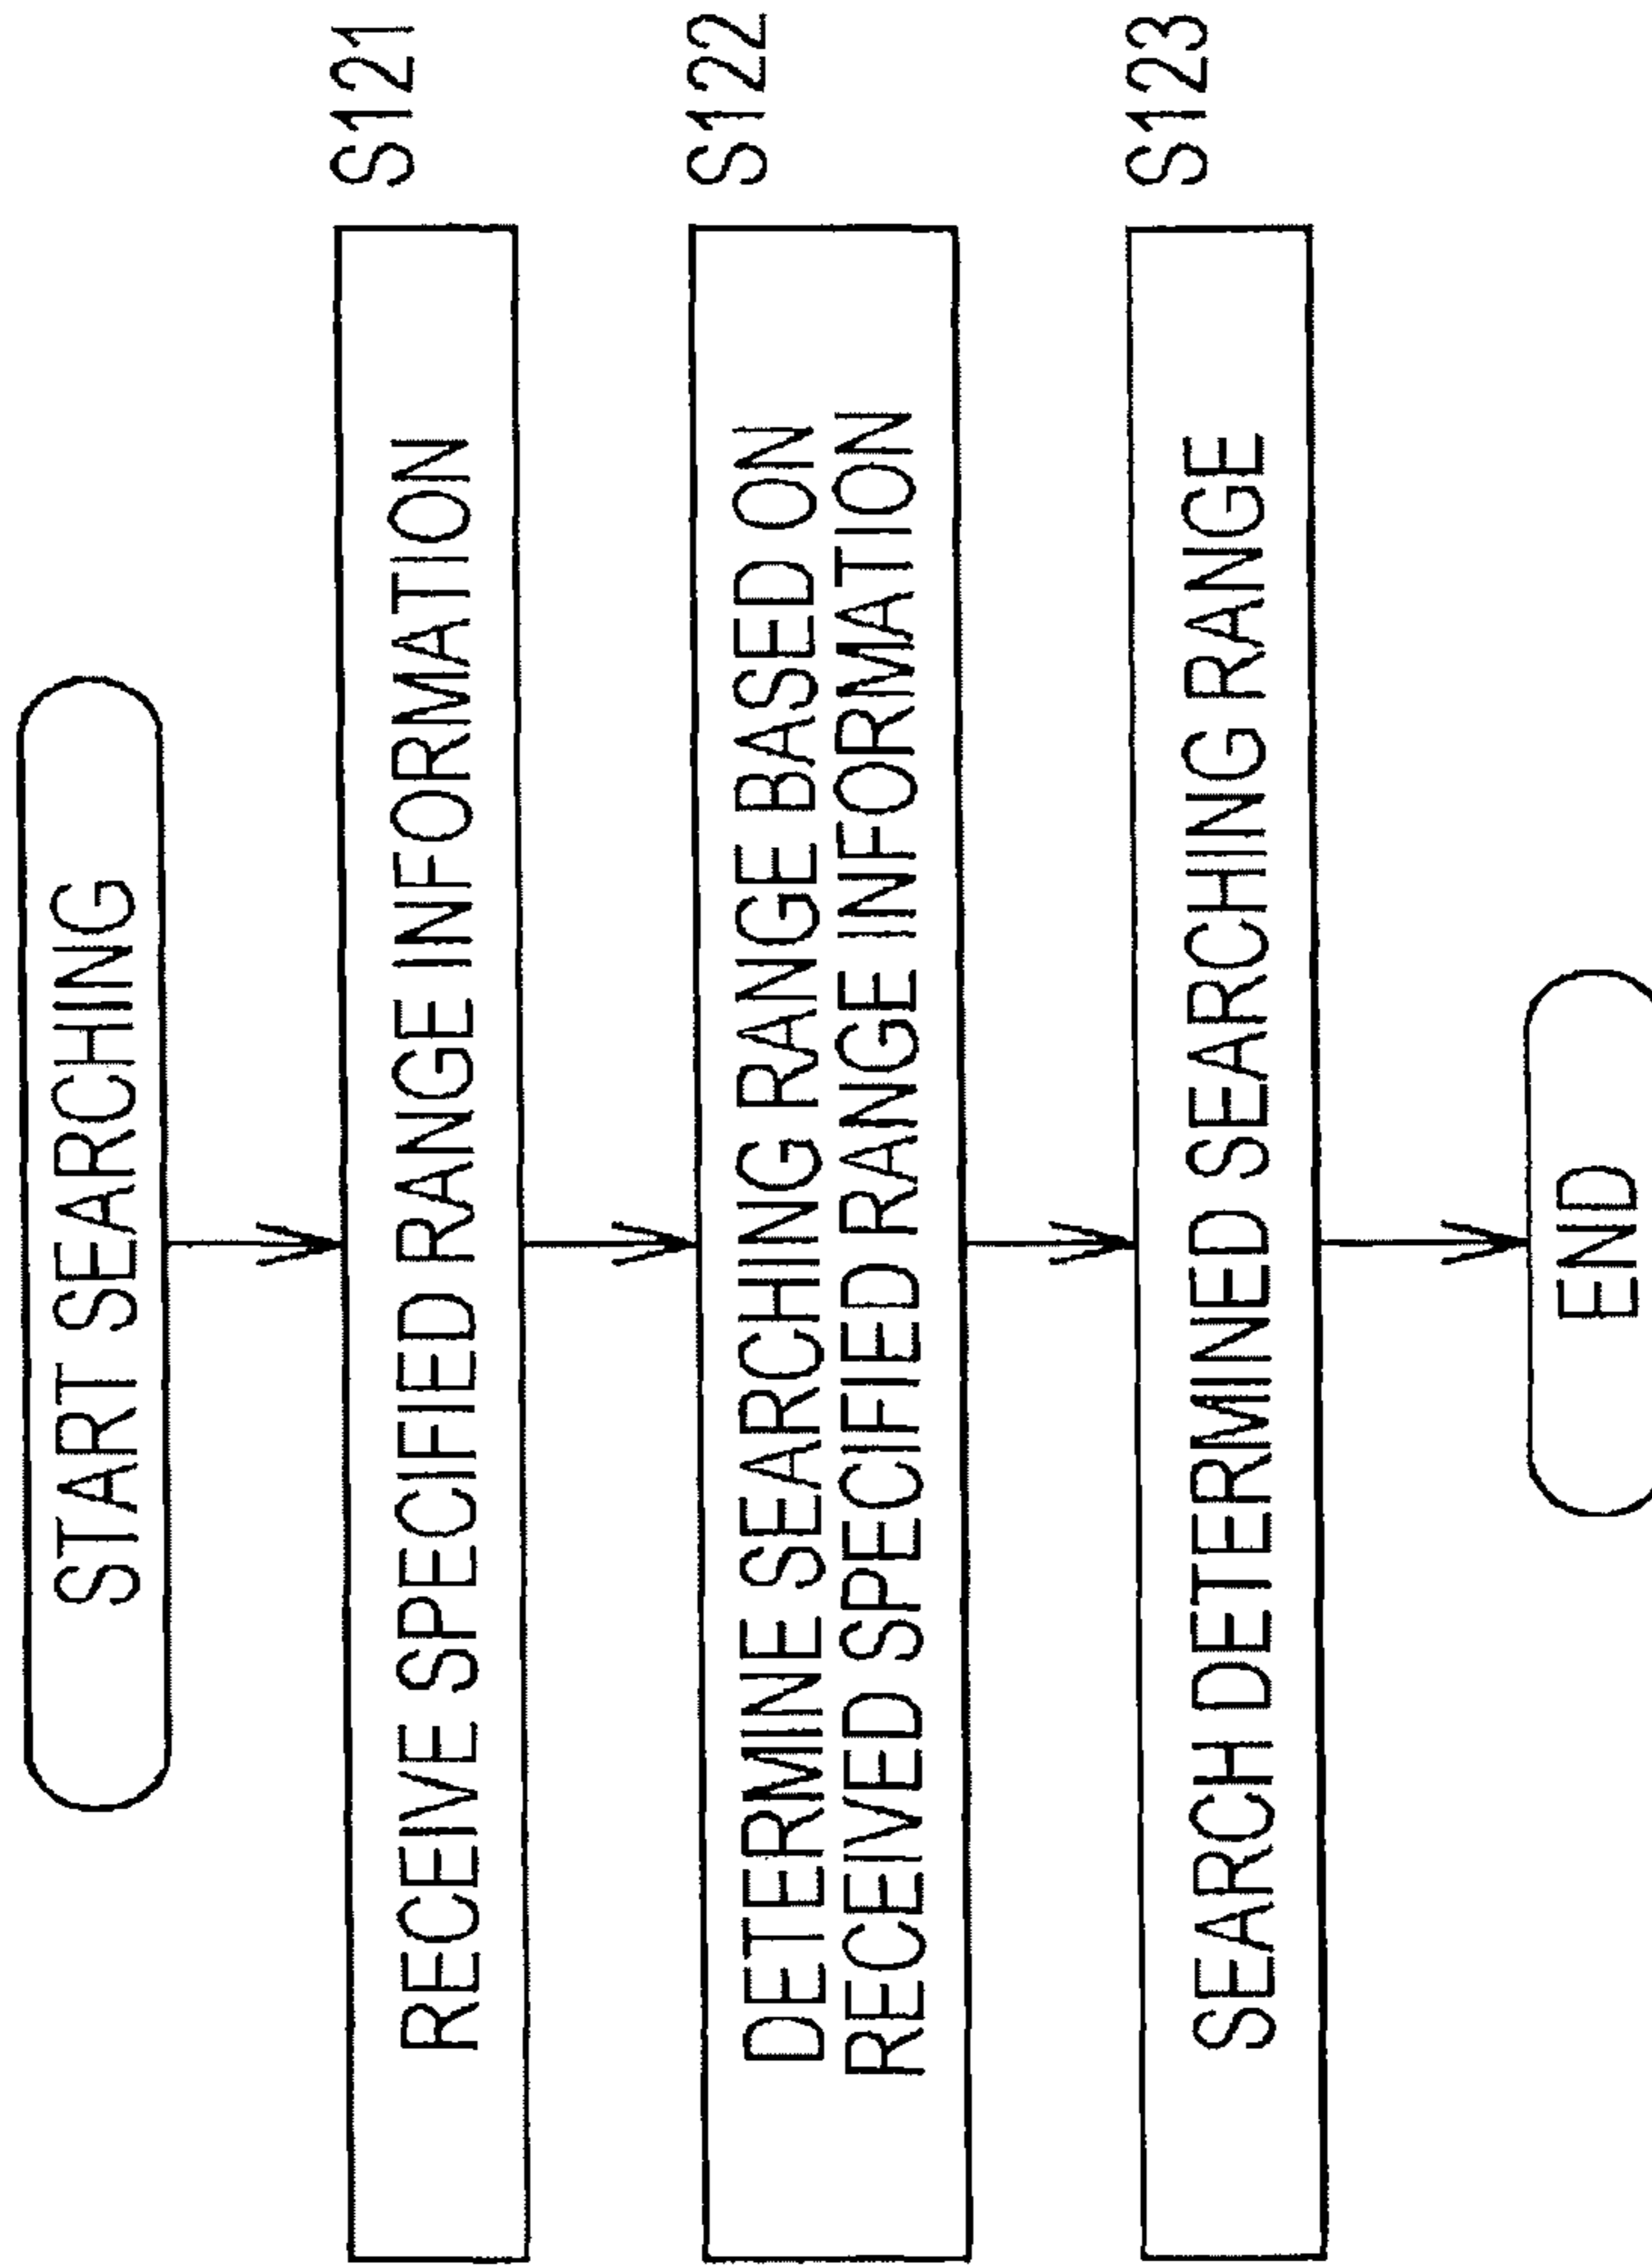 START SEARCHING
S121
RECEIVE SPECIFIED RANGE INFORMATION
S122
DETERMINE SEARCHING RANGE BASED ON
RECEIVED SPECIFIED RANGE INFORMATION
S123
SEARCH DETERMINED SEARCHING RANGE
END